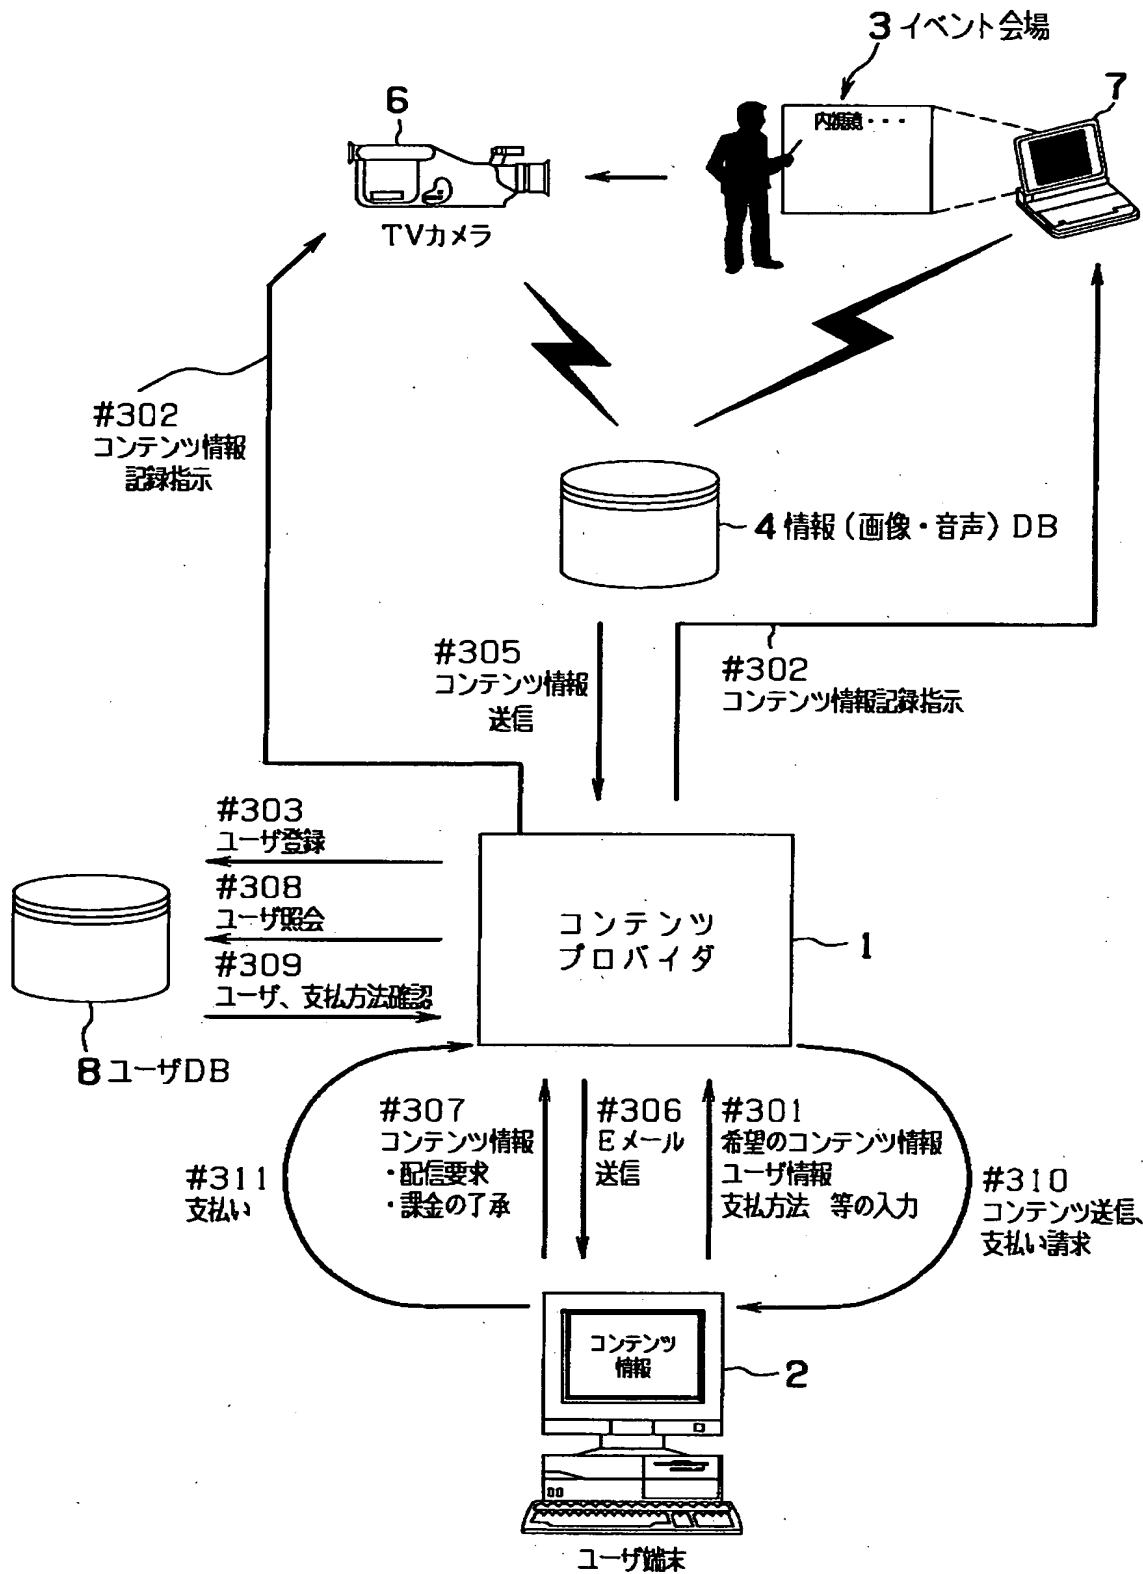 3 イベント会場
6
7
内視鏡・・・
TVカメラ
#302
コンテンツ情報
記録指示
4 情報（画像・音声）DB
#305
コンテンツ情報
送信
#302
コンテンツ情報記録指示
#303
ユーザ登録
#308
ユーザ照会
#309
ユーザ、支払方法確認
8 ユーザDB
コンテンツ
プロバイダ
1
#307
コンテンツ情報
・配信要求
・課金の了承
#306
Eメール
送信
#301
希望のコンテンツ情報
ユーザ情報
支払方法 等の入力
#311
支払い
#310
コンテンツ送信、
支払い請求
コンテンツ
情報
2
ユーザ端末